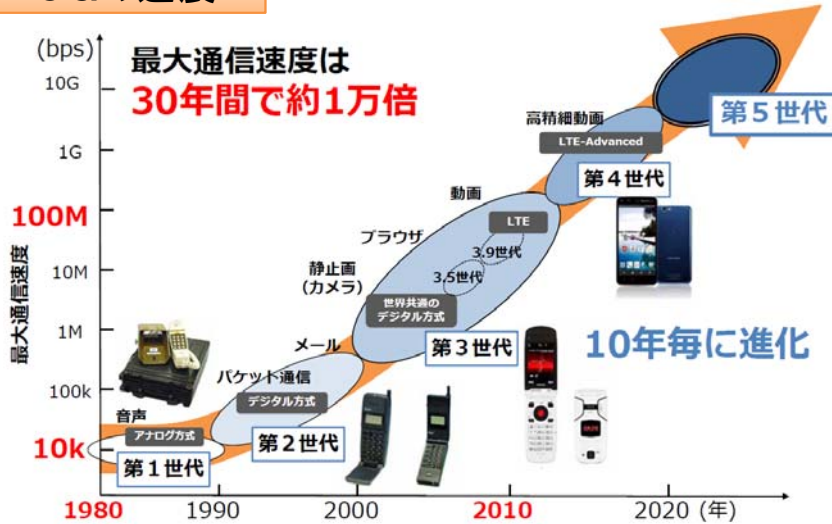 (bps)
最大通信速度は
30年間で約1万倍
10G
1G
100M
10M
1M
100k
10k
最大通信速度
音声
アナログ方式
第1世代
メール
パケット通信
デジタル方式
第2世代
動画
ブラウザ
静止画
(カメラ)
LTE
3.9世代
3.5世代
世界共通の
デジタル方式
第3世代
高精細動画
LTE-Advanced
第4世代
第5世代
10年毎に進化
1980
1990
2000
2010
2020
(年)